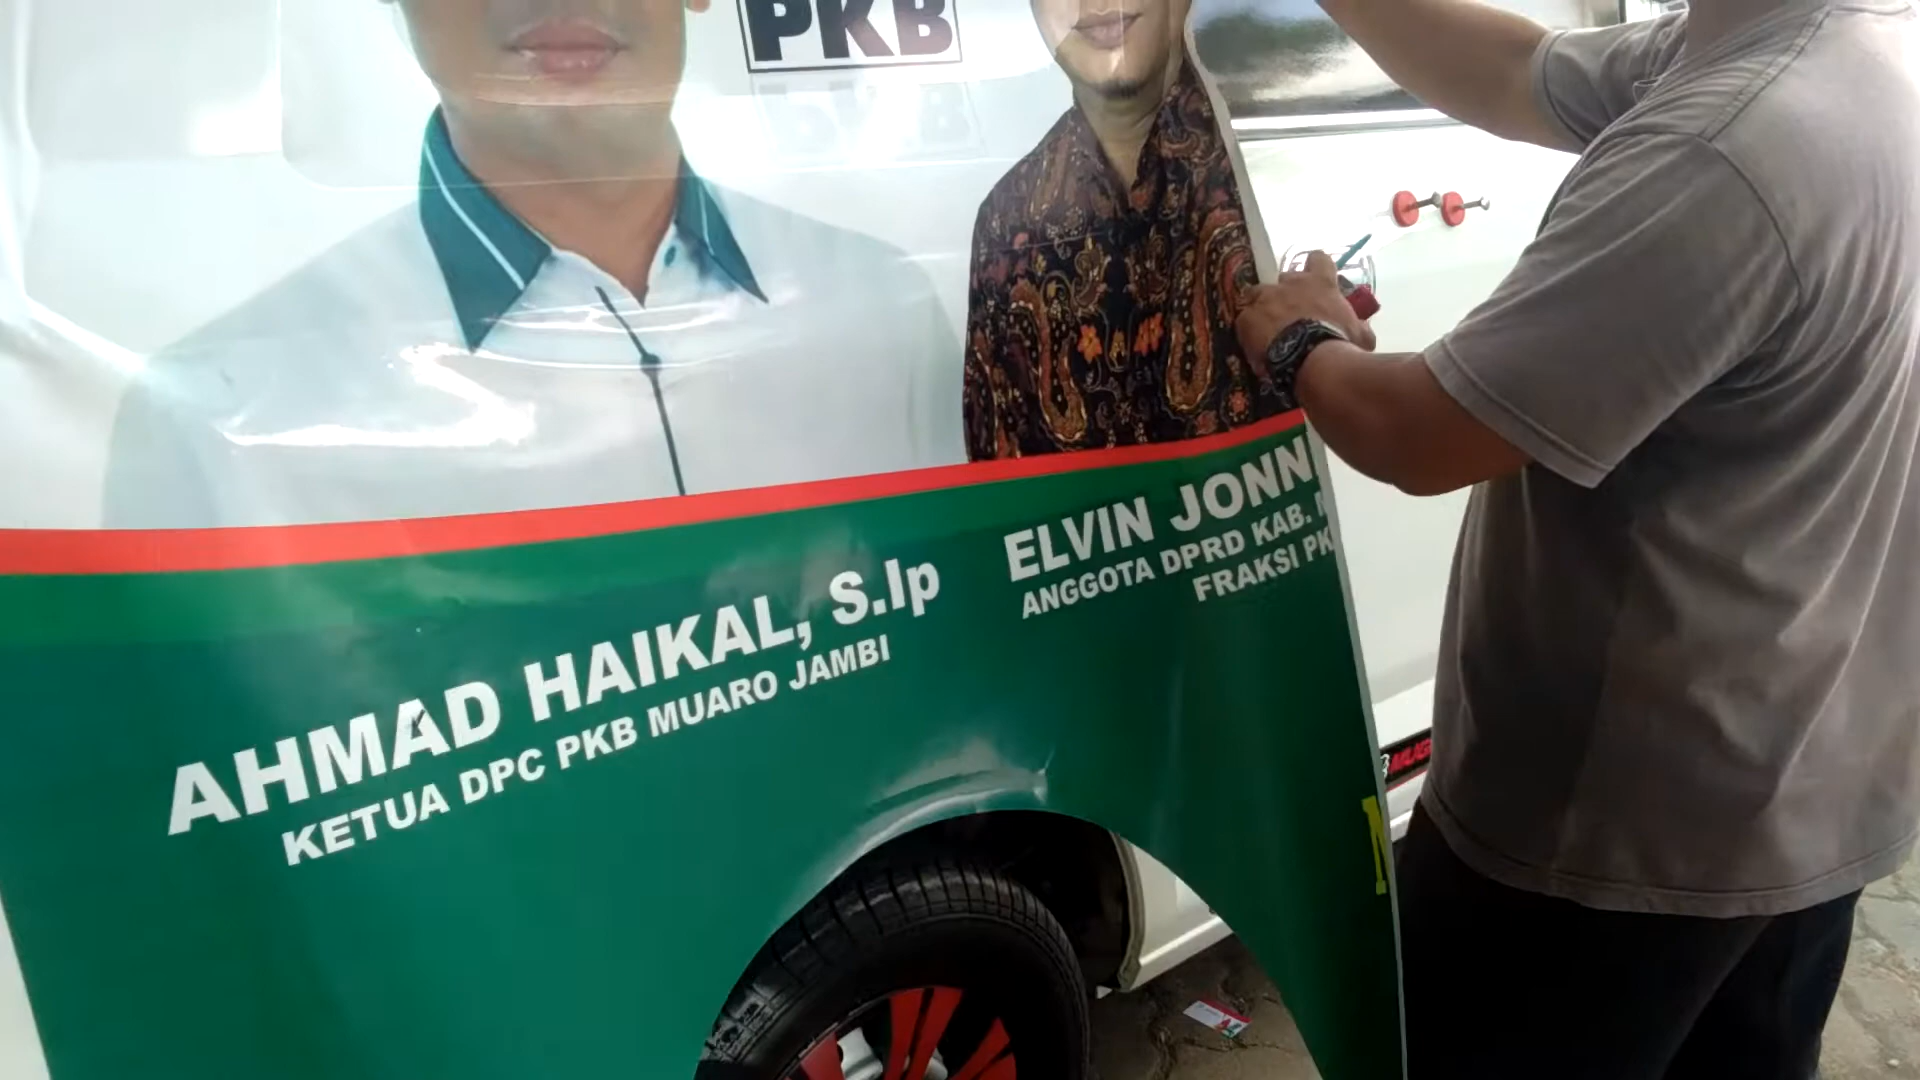 PKB
AHMAD HAIKAL, S.Ip
KETUA DPC PKB MUARO JAMBI
ELVIN JONN
ANGGOTA DPRD KAB.
FRAKSI PK